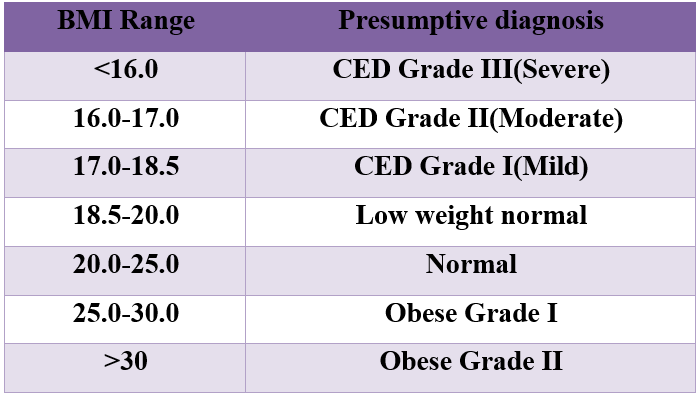 BMI Range Presumptive diagnosis
<16.0 CED Grade III(Severe)
16.0-17.0 CED Grade II(Moderate)
17.0-18.5 CED Grade I(Mild)
18.5-20.0 Low weight normal
20.0-25.0 Normal
25.0-30.0 Obese Grade I
>30 Obese Grade II